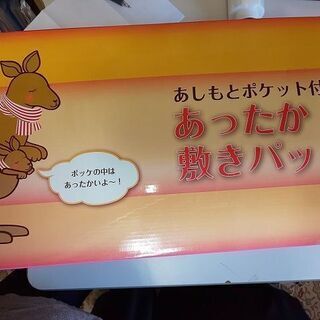 あしもとポケット付
あったか
敷きパッ
ポッケの中は
あったかいよ～！